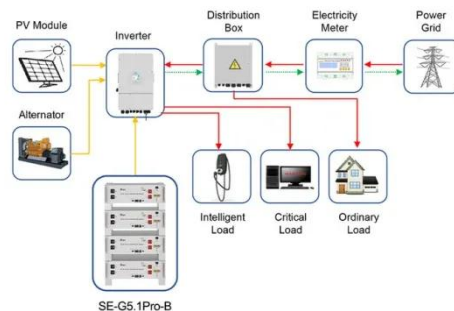 PV Module
Inverter
Distribution
Box
Electricity
Meter
Power
Grid
Alternator
Intelligent
Load
Critical
Load
Ordinary
Load
SE-G5.1Pro-B